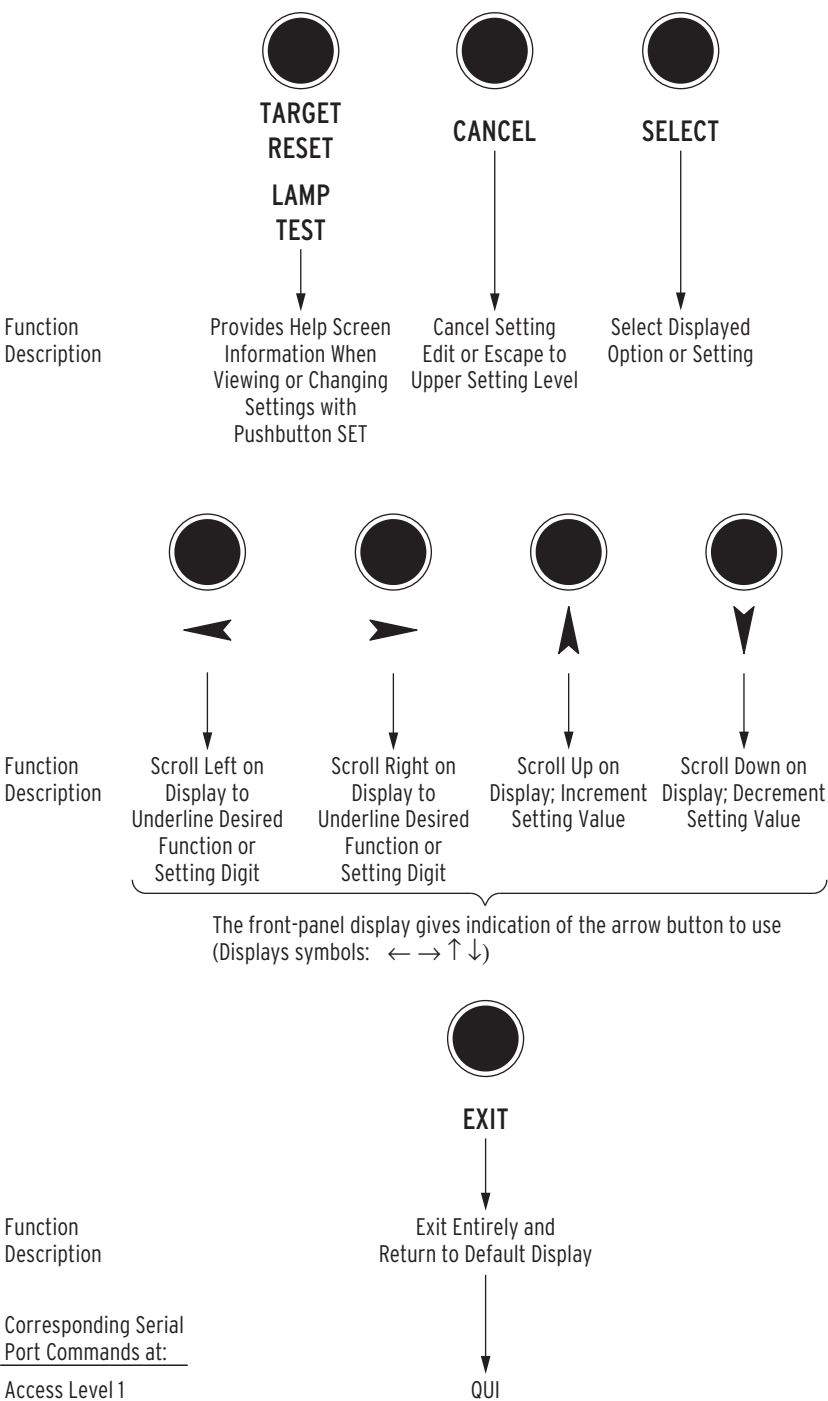 TARGET
RESET
LAMP
TEST
CANCEL
SELECT
Function
Description
Provides Help Screen
Information When
Viewing or Changing
Settings with
Pushbutton SET
Cancel Setting
Edit or Escape to
Upper Setting Level
Select Displayed
Option or Setting
Function
Description
Scroll Left on
Display to
Underline Desired
Function or
Setting Digit
Scroll Right on
Display to
Underline Desired
Function or
Setting Digit
Scroll Up on
Display; Increment
Setting Value
Scroll Down on
Display; Decrement
Setting Value
The front-panel display gives indication of the arrow button to use
(Displays symbols: ← → ↑ ↓)
EXIT
Function
Description
Exit Entirely and
Return to Default Display
Corresponding Serial
Port Commands at:
Access Level 1
QUI